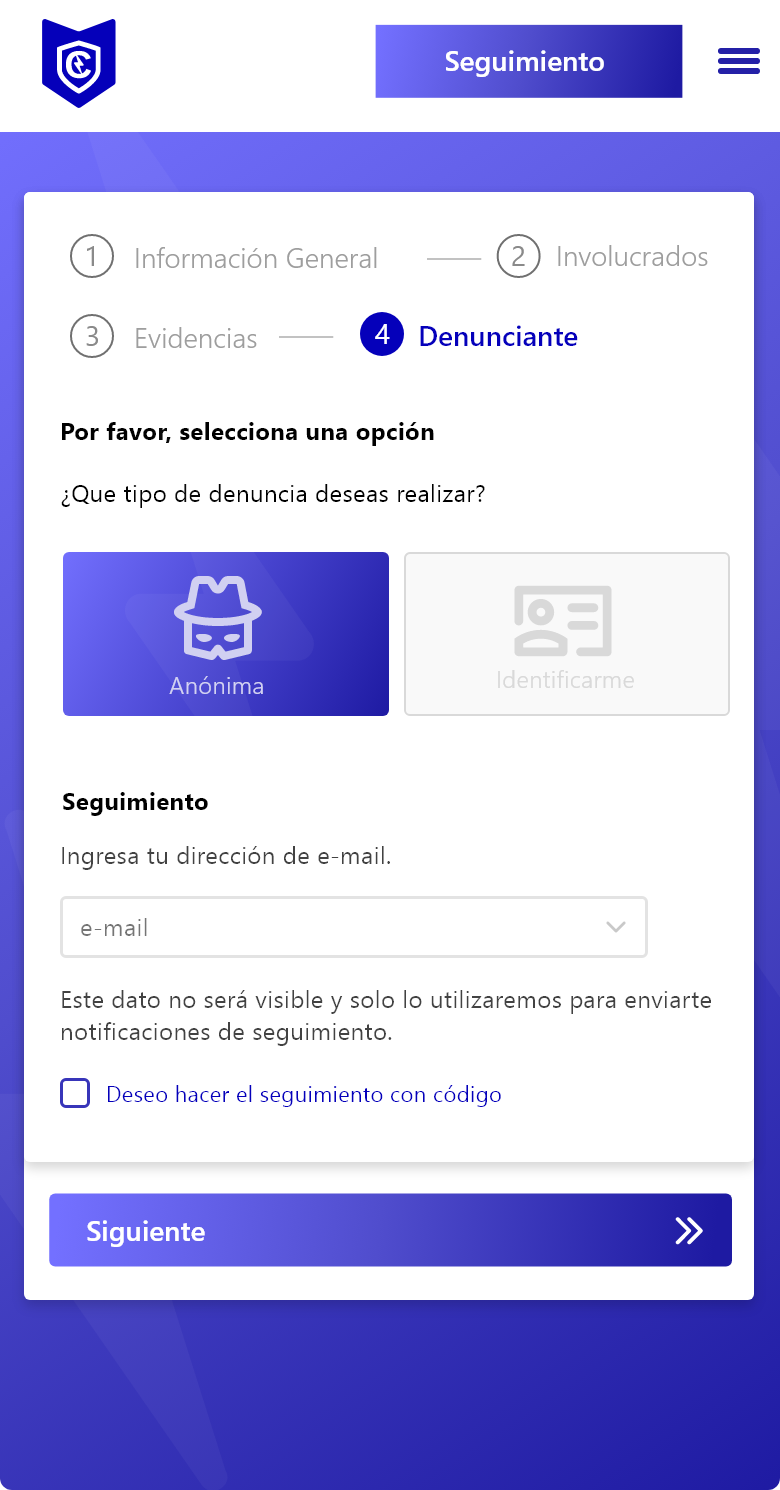 Seguimiento
1 Información General
2 Involucrados
3 Evidencias
4 Denunciante
Por favor, selecciona una opción
¿Que tipo de denuncia deseas realizar?
Anónima
Identificarme
Seguimiento
Ingresa tu dirección de e-mail.
e-mail
Este dato no será visible y solo lo utilizaremos para enviarte
notificaciones de seguimiento.
Deseo hacer el seguimiento con código
Siguiente